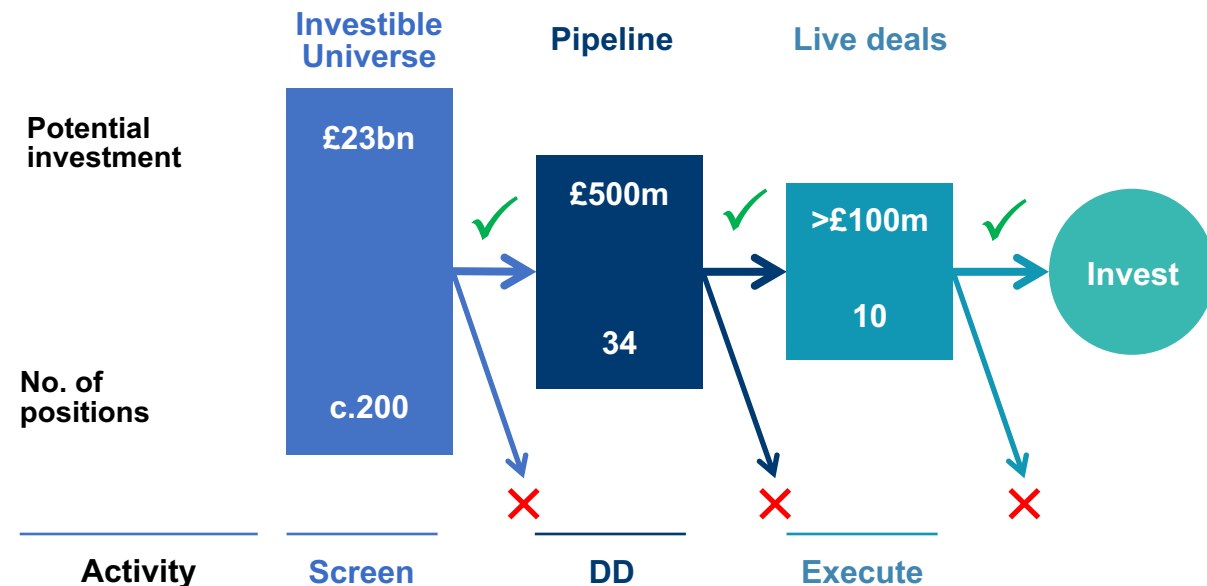 Investible
Universe
Pipeline
Live deals
Potential
investment
£23bn
£500m
>£100m
Invest
No. of
positions
c.200
34
10
Activity
Screen
DD
Execute